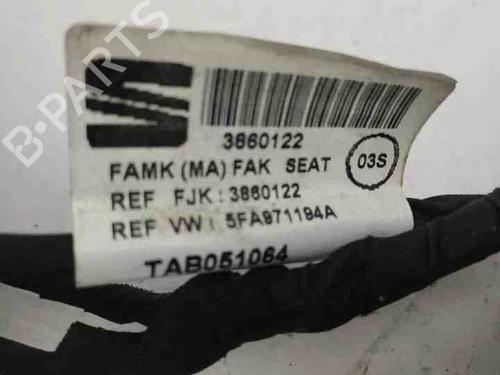 B-PARTS
3860122
FAMK (MA) FAK SEAT
03S
REF FJK : 3860122
REF VW : 5FA971194A
TAB051064